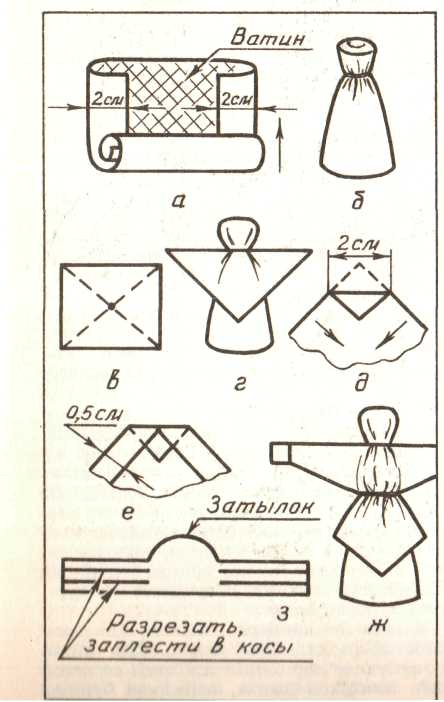 Ватин
2см 2см
а б
2см
в г д
0,5см
е
Затылок
з ж
Разрезать,
заплести в косы